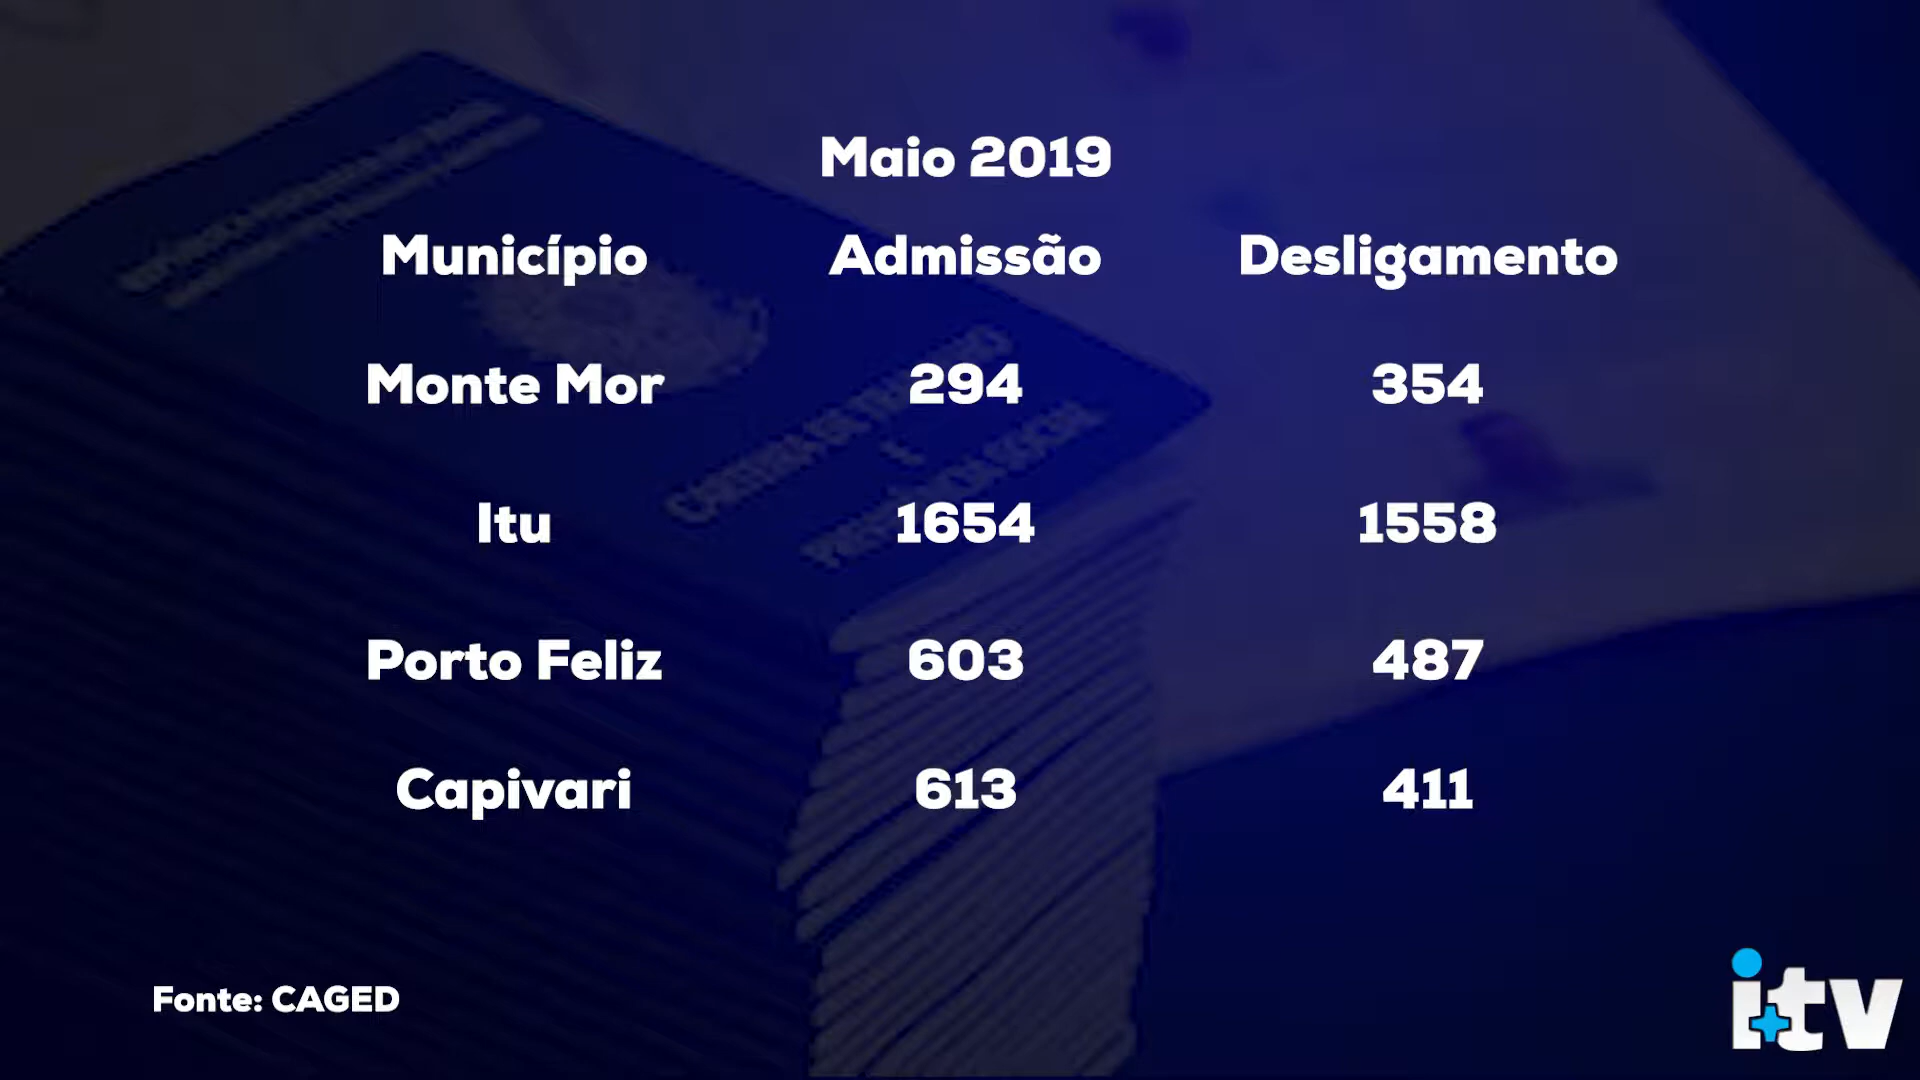 Maio 2019
Município Admissão Desligamento
Monte Mor 294 354
Itu 1654 1558
Porto Feliz 603 487
Capivari 613 411
Fonte: CAGED
itv